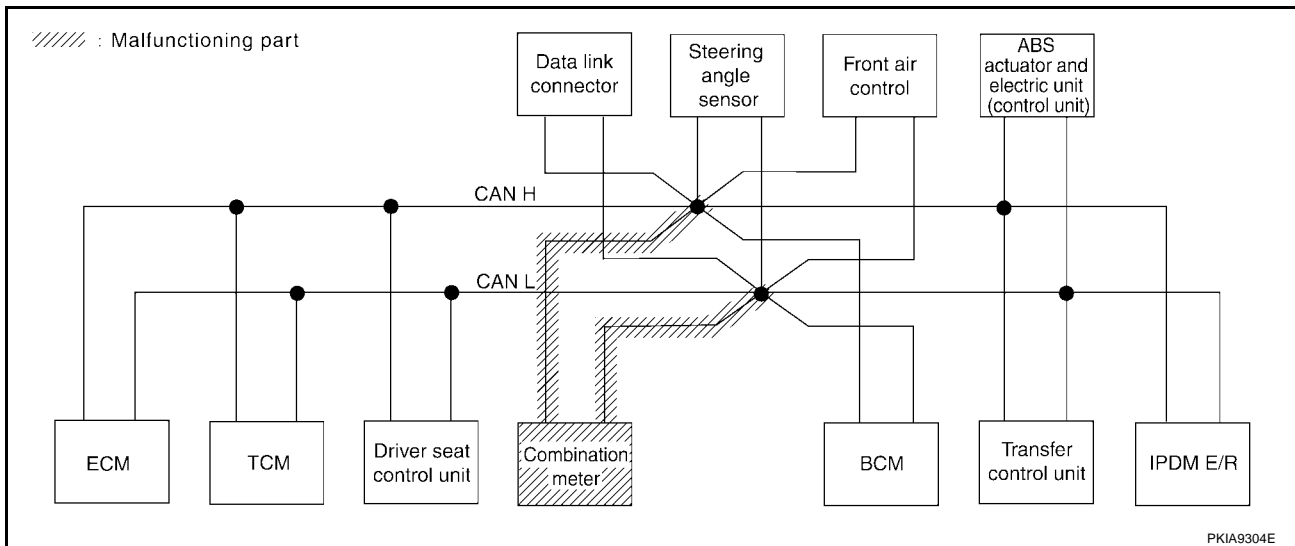 : Malfunctioning part
Data link
connector
Steering
angle
sensor
Front air
control
ABS
actuator and
electric unit
(control unit)
CAN H
CAN L
ECM
TCM
Driver seat
control unit
Combination
meter
BCM
Transfer
control unit
IPDM E/R
PKIA9304E